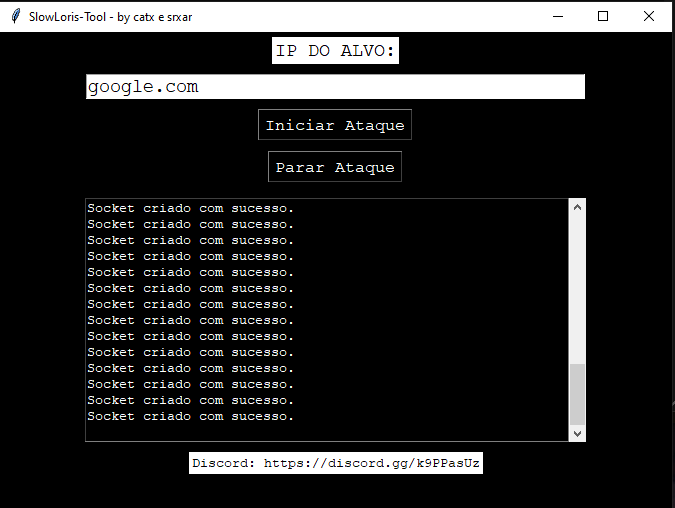 SlowLoris-Tool - by catx e srxar
IP DO ALVO:
google.com
Iniciar Ataque
Parar Ataque
Socket criado com sucesso.
Socket criado com sucesso.
Socket criado com sucesso.
Socket criado com sucesso.
Socket criado com sucesso.
Socket criado com sucesso.
Socket criado com sucesso.
Socket criado com sucesso.
Socket criado com sucesso.
Socket criado com sucesso.
Socket criado com sucesso.
Socket criado com sucesso.
Socket criado com sucesso.
Socket criado com sucesso.
Discord: https://discord.gg/k9PPasUz